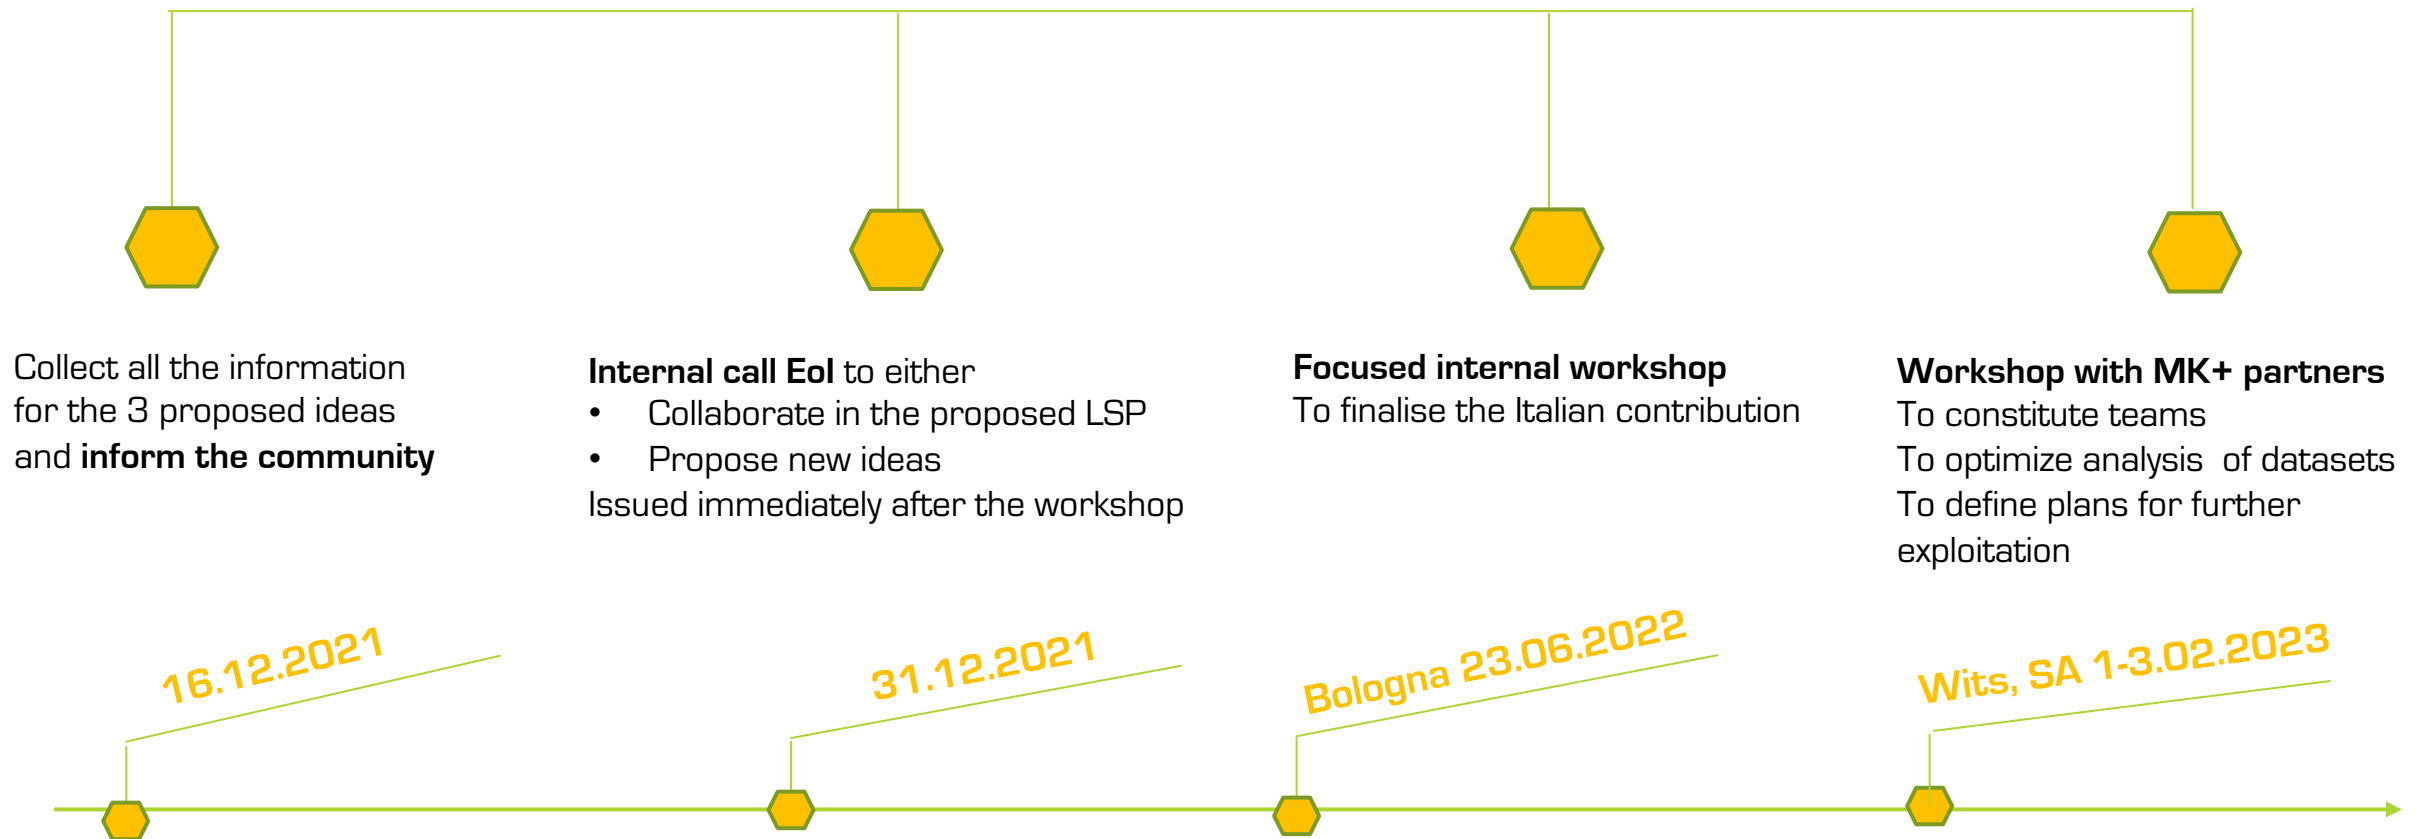 Collect all the information
for the 3 proposed ideas
and inform the community
Internal call EoI to either
• Collaborate in the proposed LSP
• Propose new ideas
Issued immediately after the workshop
Focused internal workshop
To finalise the Italian contribution
Workshop with MK+ partners
To constitute teams
To optimize analysis of datasets
To define plans for further
exploitation
16.12.2021
31.12.2021
Bologna 23.06.2022
Wits, SA 1-3.02.2023